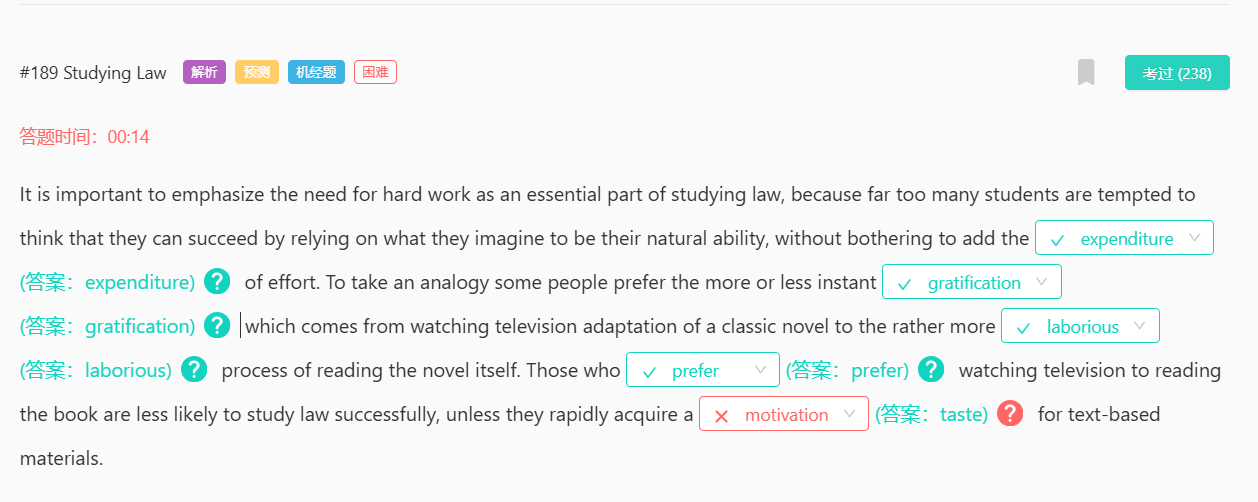 #189 Studying Law 解析 预测 机经题 困难 考过 (238)
答题时间：00:14
It is important to emphasize the need for hard work as an essential part of studying law, because far too many students are tempted to
think that they can succeed by relying on what they imagine to be their natural ability, without bothering to add the expenditure
(答案：expenditure) ? of effort. To take an analogy some people prefer the more or less instant gratification
(答案：gratification) ? which comes from watching television adaptation of a classic novel to the rather more laborious
(答案：laborious) ? process of reading the novel itself. Those who prefer (答案：prefer) ? watching television to reading
the book are less likely to study law successfully, unless they rapidly acquire a motivation (答案：taste) ? for text-based
materials.